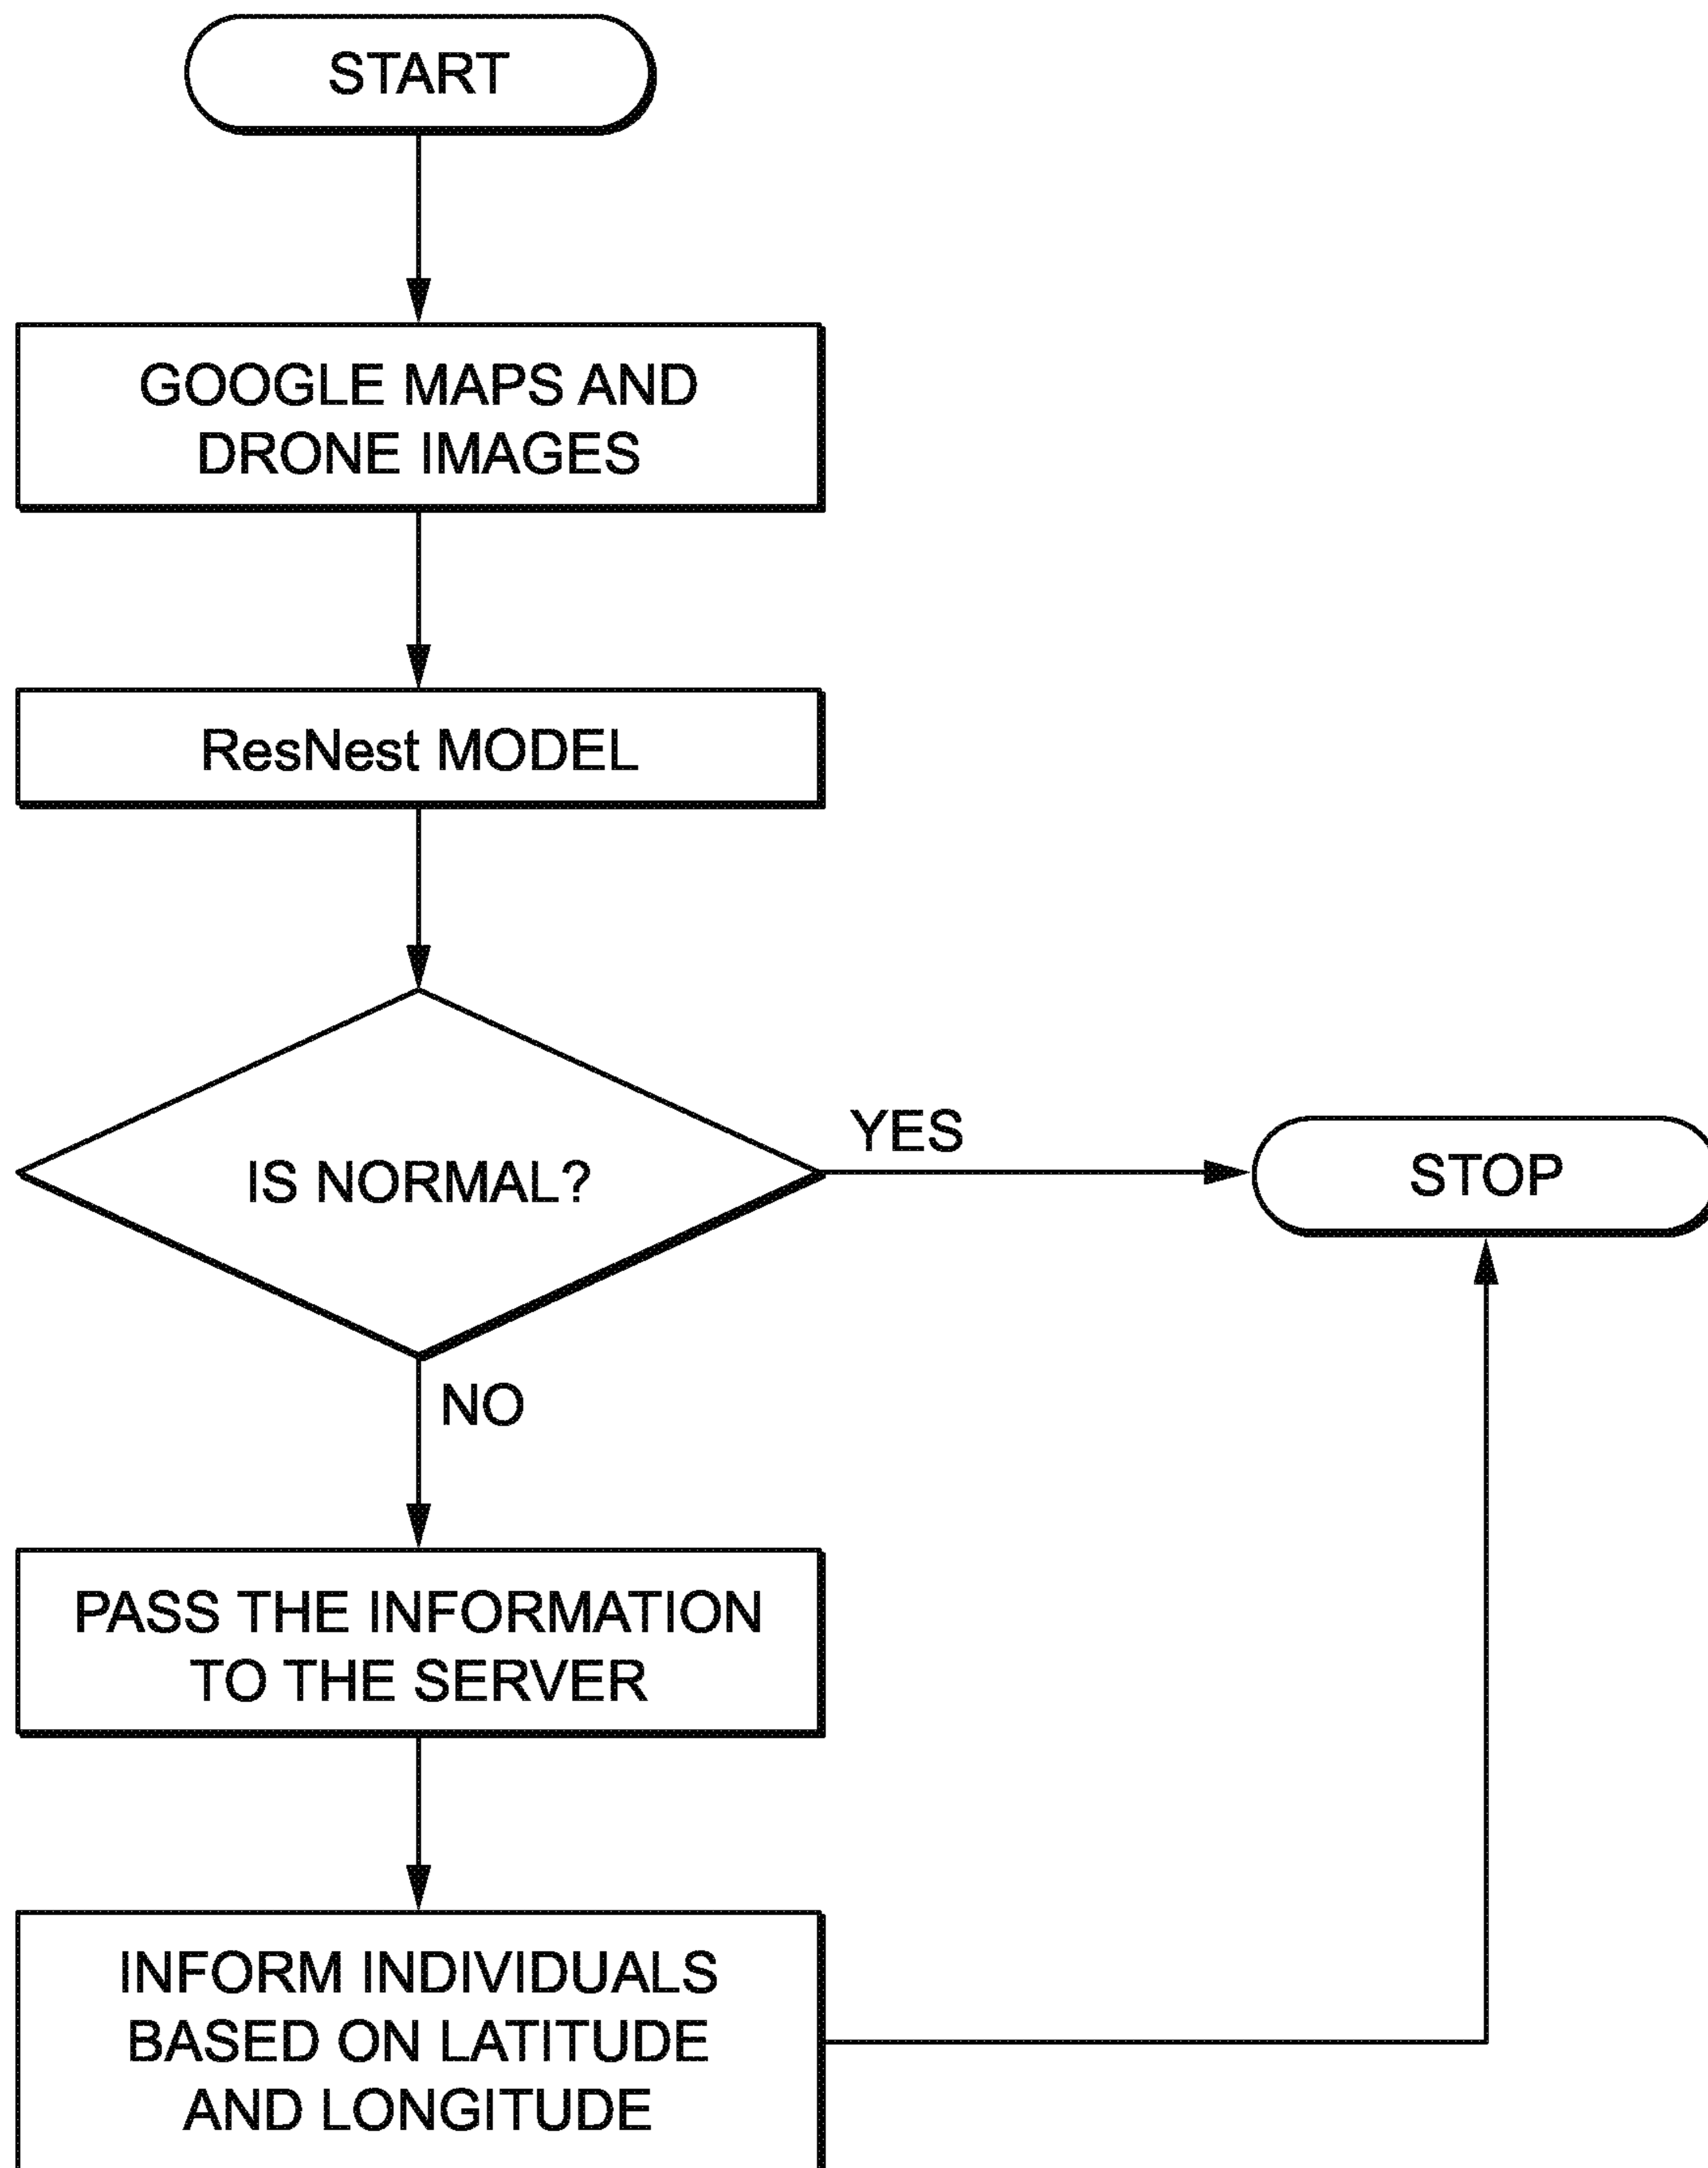 START
GOOGLE MAPS AND
DRONE IMAGES
ResNest MODEL
IS NORMAL?
YES
STOP
NO
PASS THE INFORMATION
TO THE SERVER
INFORM INDIVIDUALS
BASED ON LATITUDE
AND LONGITUDE